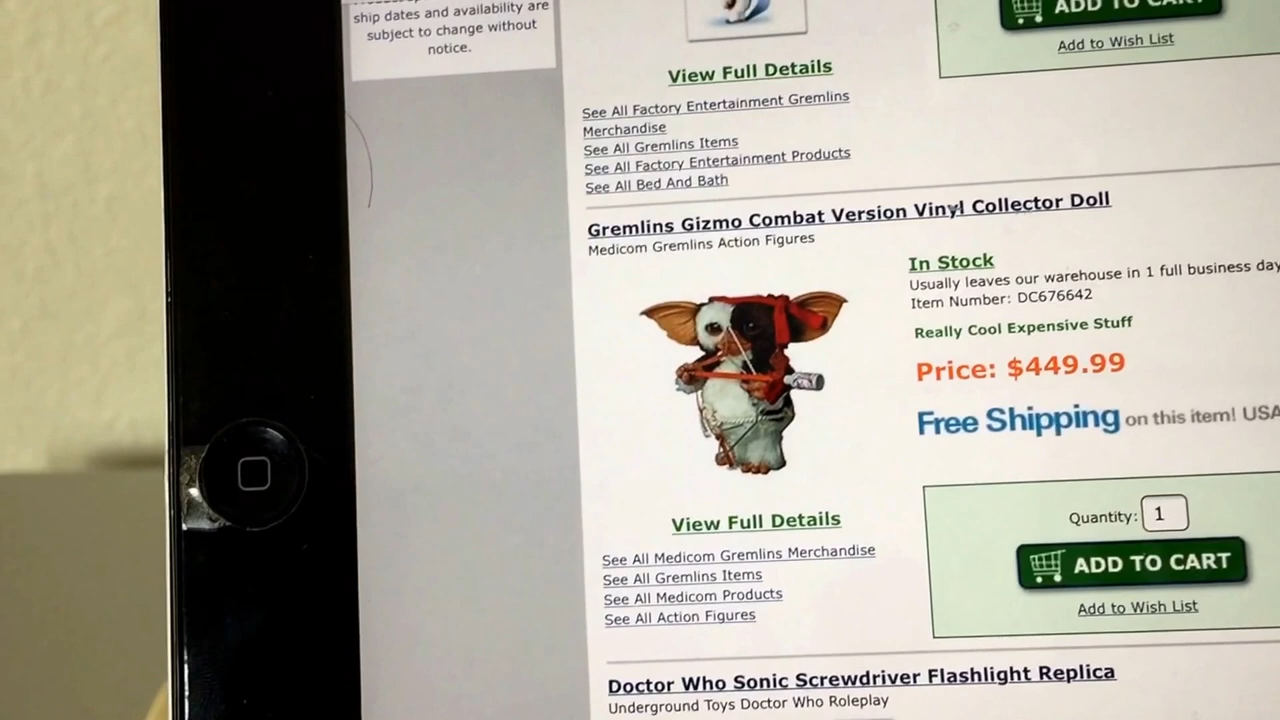 ship dates and availability are
subject to change without
notice.
ADD TO CART
Add to Wish List
View Full Details
See All Factory Entertainment Gremlins
Merchandise
See All Gremlins Items
See All Factory Entertainment Products
See All Bed And Bath
Gremlins Gizmo Combat Version Vinyl Collector Doll
Medicom Gremlins Action Figures
In Stock
Usually leaves our warehouse in 1 full business day
Item Number: DC676642
Really Cool Expensive Stuff
Price: $449.99
Free Shipping on this item! USA
Quantity: 1
ADD TO CART
Add to Wish List
View Full Details
See All Medicom Gremlins Merchandise
See All Gremlins Items
See All Medicom Products
See All Action Figures
Doctor Who Sonic Screwdriver Flashlight Replica
Underground Toys Doctor Who Roleplay